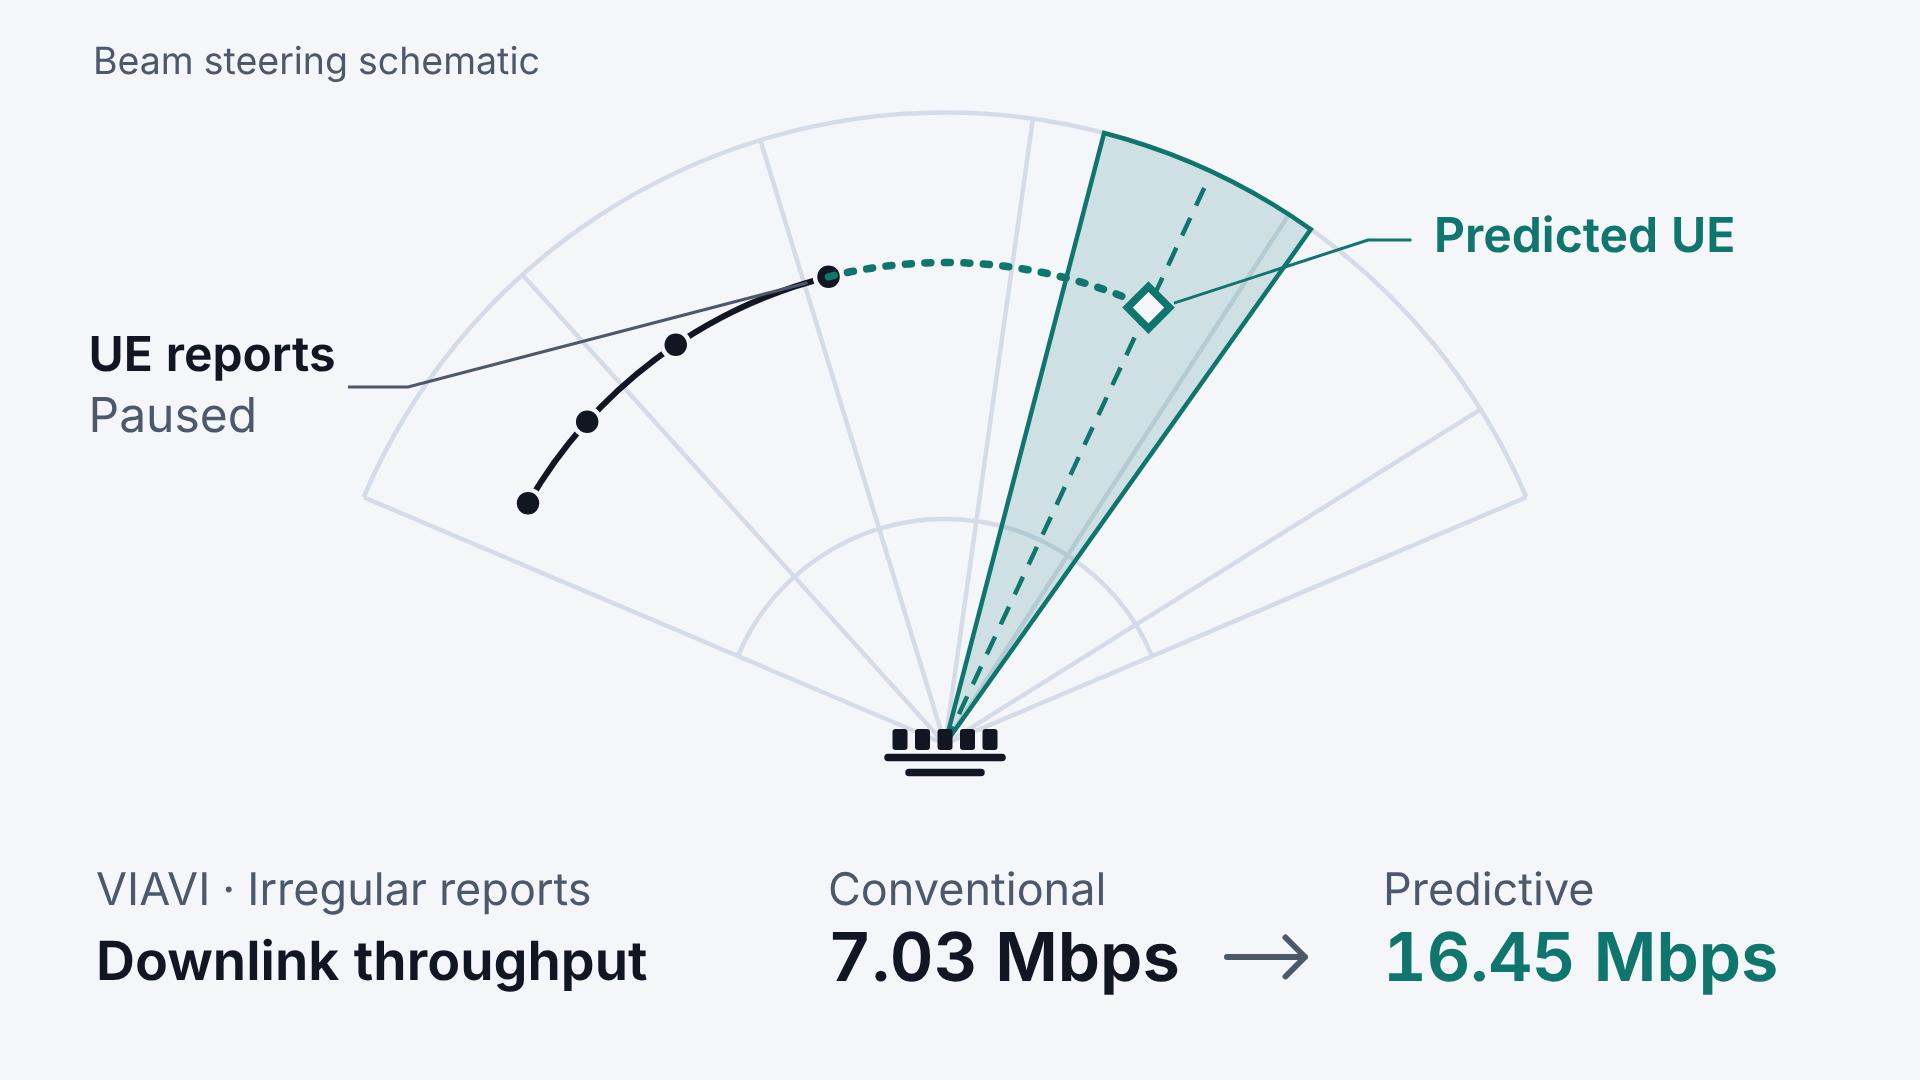 Beam steering schematic
Predicted UE
UE reports
Paused
VIAVI · Irregular reports
Downlink throughput
Conventional
7.03 Mbps
Predictive
16.45 Mbps